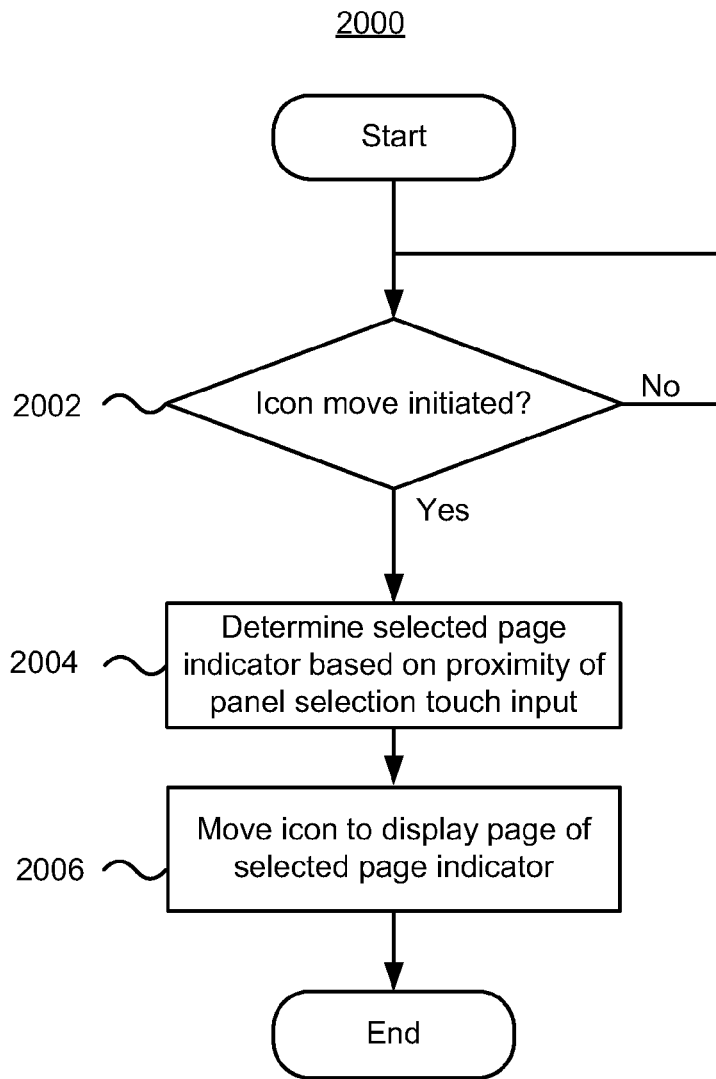 2000
Start
2002
Icon move initiated?
No
Yes
2004
Determine selected page
indicator based on proximity of
panel selection touch input
2006
Move icon to display page of
selected page indicator
End